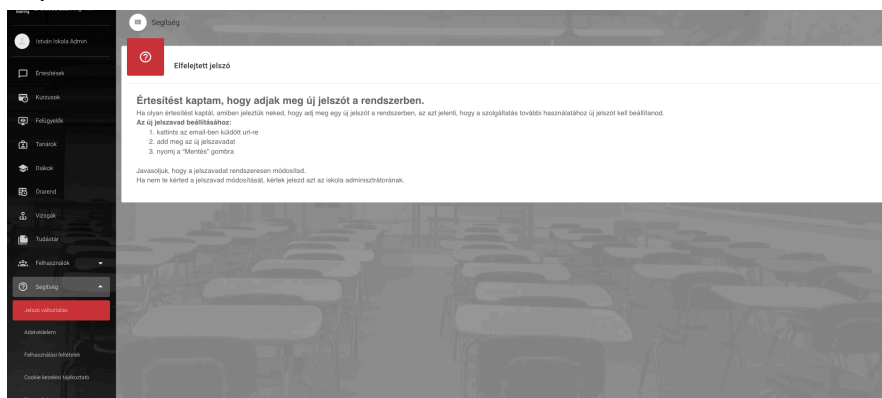 Segítség
István Iskola Admin
Értesítések
Kurzusok
Felügyelők
Tanárok
Diákok
Órarend
Vizsgák
Tudástár
Felhasználók
Segítség
Jelszó változtatás
Adatvédelem
Felhasználási feltételek
Cookie kezelési tájékoztató
Elfelejtett jelszó
Értesítést kaptam, hogy adjak meg új jelszót a rendszerben.
Ha olyan értesítést kaptál, amiben jeleztük neked, hogy adj meg egy új jelszót a rendszerben, az azt jelenti, hogy a szolgáltatás további használatához új jelszót kell beállítanod.
Az új jelszavad beállításához:
1. kattints az email-ben küldött url-re
2. add meg az új jelszavadat
3. nyomj a "Mentés" gombra
Javasoljuk, hogy a jelszavadat rendszeresen módosítsd.
Ha nem te kérted a jelszavad módosítását, kérlek jelezd azt az iskola adminisztrátorának.